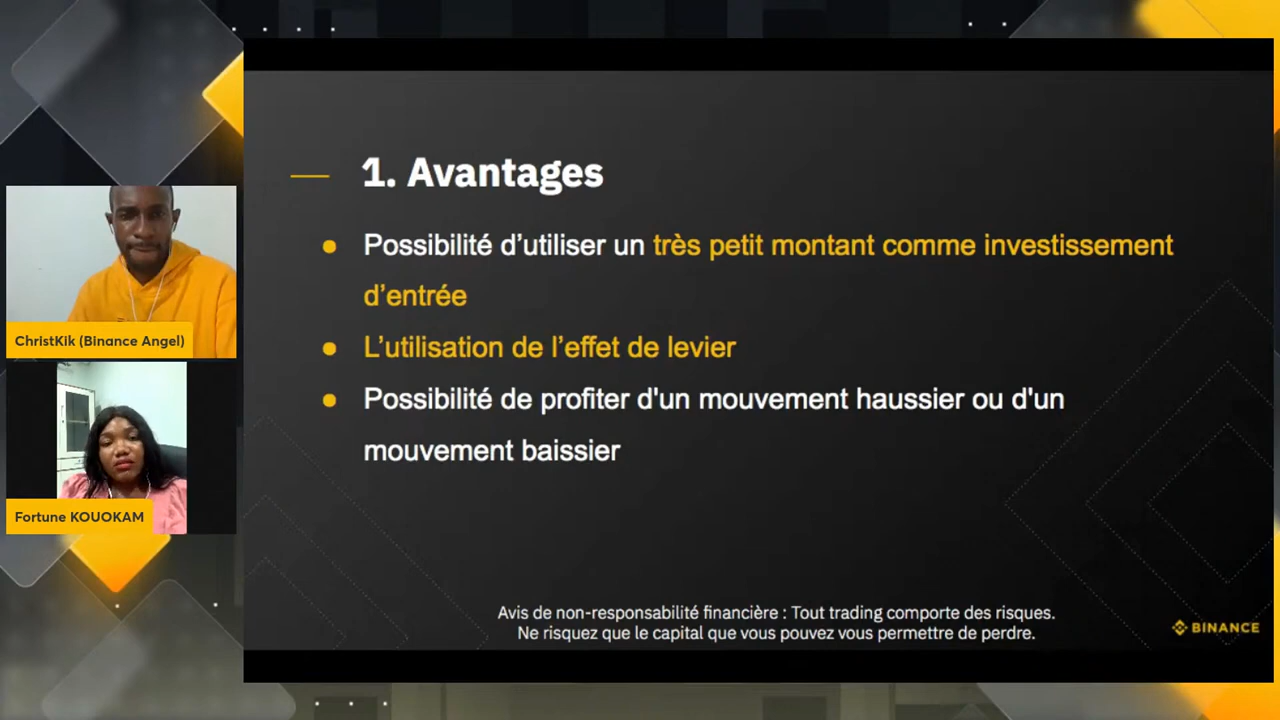 1. Avantages
Possibilité d’utiliser un très petit montant comme investissement
d’entrée
L’utilisation de l’effet de levier
Possibilité de profiter d'un mouvement haussier ou d'un
mouvement baissier
ChristKik (Binance Angel)
Fortune KOUOKAM
Avis de non-responsabilité financière : Tout trading comporte des risques.
Ne risquez que le capital que vous pouvez vous permettre de perdre.
BINANCE